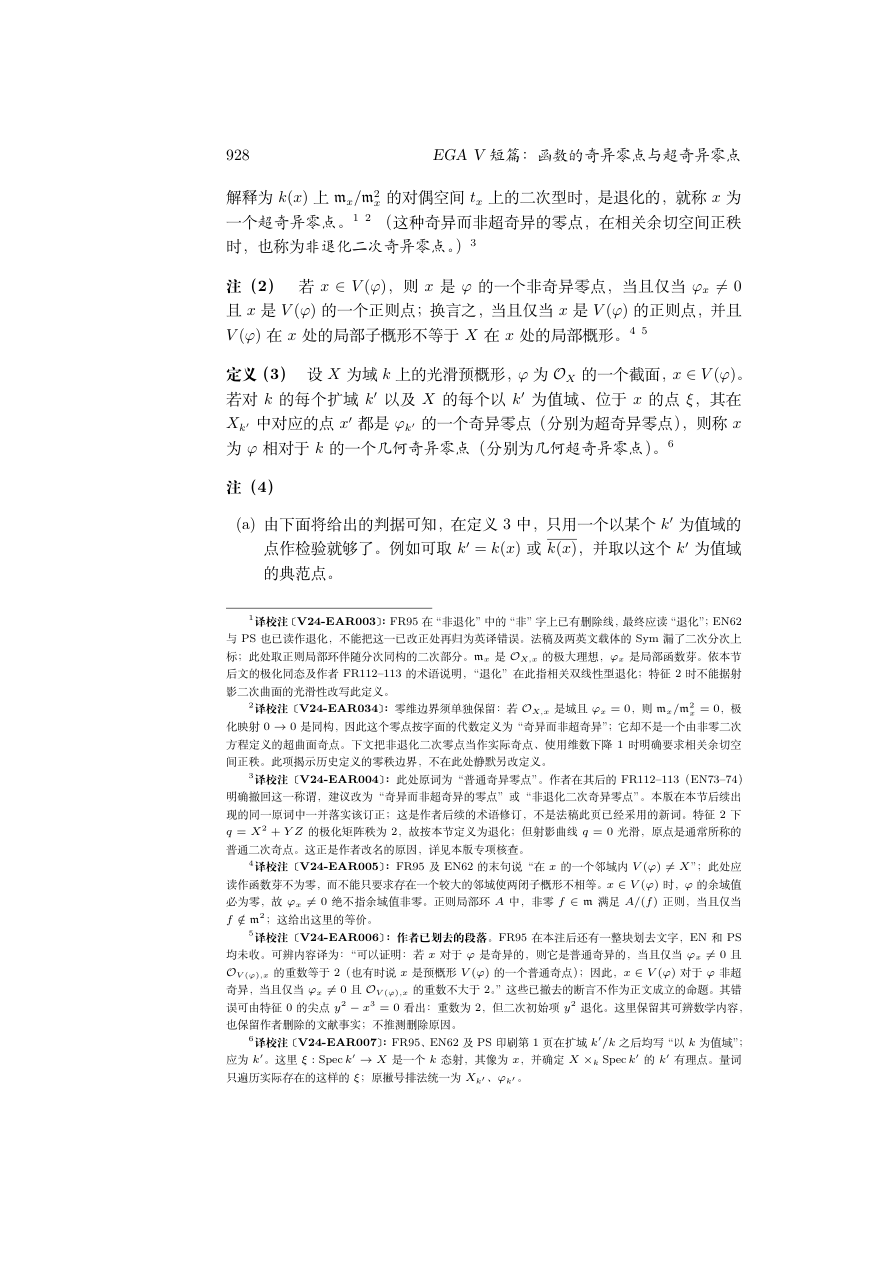 928 EGA V 短篇：函数的奇异零点与超奇异零点
解释为 k(x) 上 𝔪ₓ/𝔪ₓ² 的对偶空间 tₓ 上的二次型时，是退化的，就称 x 为
一个超奇异零点。¹ ² （这种奇异而非超奇异的零点，在相关余切空间正秩
时，也称为非退化二次奇异零点。）³
注（2） 若 x ∈ V(φ)，则 x 是 φ 的一个非奇异零点，当且仅当 φₓ ≠ 0
且 x 是 V(φ) 的一个正则点；换言之，当且仅当 x 是 V(φ) 的正则点，并且
V(φ) 在 x 处的局部子概形不等于 X 在 x 处的局部概形。⁴ ⁵
定义（3） 设 X 为域 k 上的光滑预概形，φ 为 𝒪_X 的一个截面，x ∈ V(φ)。
若对 k 的每个扩域 k′ 以及 X 的每个以 k′ 为值域、位于 x 的点 ξ，其在
X_{k′} 中对应的点 x′ 都是 φ_{k′} 的一个奇异零点（分别为超奇异零点），则称 x
为 φ 相对于 k 的一个几何奇异零点（分别为几何超奇异零点）。⁶
注（4）
(a) 由下面将给出的判据可知，在定义 3 中，只用一个以某个 k′ 为值域的
点作检验就够了。例如可取 k′ = k(x) 或 \overline{k(x)}，并取以这个 k′ 为值域
的典范点。
¹译校注〔V24-EAR003〕：FR95 在“非退化”中的“非”字上已有删除线，最终应读“退化”；EN62
与 PS 也已读作退化，不能把这一已改正处再归为英译错误。法稿及两英文载体的 Sym 漏了二次分次上
标；此处取正则局部环伴随分次同构的二次部分。𝔪ₓ 是 𝒪_{X,x} 的极大理想，φₓ 是局部函数芽。依本节
后文的极化同态及作者 FR112–113 的术语说明，“退化”在此指相关双线性型退化；特征 2 时不能据射
影二次曲面的光滑性改写此定义。
²译校注〔V24-EAR034〕：零维边界须单独保留：若 𝒪_{X,x} 是域且 φₓ = 0，则 𝔪ₓ/𝔪ₓ² = 0，极
化映射 0 → 0 是同构，因此这个零点按字面的代数定义为“奇异而非超奇异”；它却不是一个由非零二次
方程定义的超曲面奇点。下文把非退化二次零点当作实际奇点、使用维数下降 1 时明确要求相关余切空
间正秩。此项揭示历史定义的零秩边界，不在此处静默另改定义。
³译校注〔V24-EAR004〕：此处原词为“普通奇异零点”。作者在其后的 FR112–113（EN73–74）
明确撤回这一称谓，建议改为“奇异而非超奇异的零点”或“非退化二次奇异零点”。本版在本节后续出
现的同一原词中一并落实该订正；这是作者后续的术语修订，不是法稿此页已经采用的新词。特征 2 下
q = X² + YZ 的极化矩阵秩为 2，故按本节定义为退化；但射影曲线 q = 0 光滑，原点是通常所称的
普通二次奇点。这正是作者改名的原因，详见本版专项核查。
⁴译校注〔V24-EAR005〕：FR95 及 EN62 的末句说“在 x 的一个邻域内 V(φ) ≠ X”；此处应
读作函数芽不为零，而不能只要求存在一个较大的邻域使两闭子概形不相等。x ∈ V(φ) 时，φ 的余域值
必为零，故 φₓ ≠ 0 绝不指余域值非零。正则局部环 A 中，非零 f ∈ 𝔪 满足 A/(f) 正则，当且仅当
f ∉ 𝔪²；这给出这里的等价。
⁵译校注〔V24-EAR006〕：作者已划去的段落。FR95 在本注后还有一整块划去文字，EN 和 PS
均未收。可辨内容译为：“可以证明：若 x 对于 φ 是奇异的，则它是普通奇异的，当且仅当 φₓ ≠ 0 且
𝒪_{V(φ),x} 的重数等于 2（也有时说 x 是预概形 V(φ) 的一个普通奇点）；因此，x ∈ V(φ) 对于 φ 非超
奇异，当且仅当 φₓ ≠ 0 且 𝒪_{V(φ),x} 的重数不大于 2。”这些已撤去的断言不作为正文成立的命题。其错
误可由特征 0 的尖点 y² − x³ = 0 看出：重数为 2，但二次初始项 y² 退化。这里保留其可辨数学内容，
也保留作者删除的文献事实；不推测删除原因。
⁶译校注〔V24-EAR007〕：FR95、EN62 及 PS 印刷第 1 页在扩域 k′/k 之后均写“以 k 为值域”；
应为 k′。这里 ξ : Spec k′ → X 是一个 k 态射，其像为 x，并确定 X ×ₖ Spec k′ 的 k′ 有理点。量词
只遍历实际存在的这样的 ξ；原撇号排法统一为 X_{k′}、φ_{k′}。